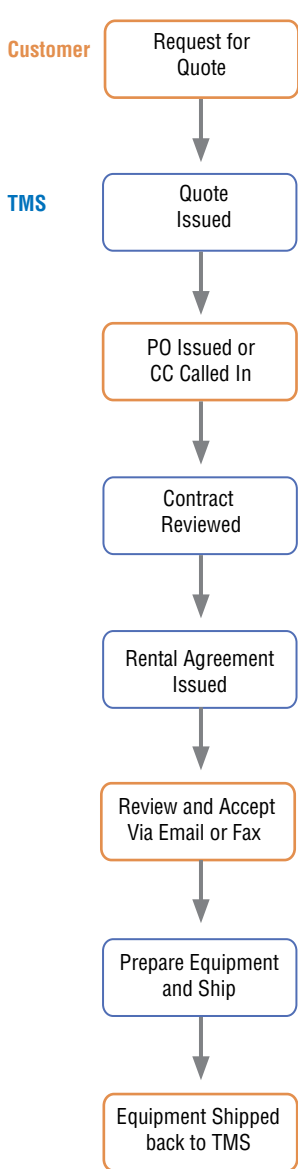 Customer
Request for
Quote
TMS
Quote
Issued
PO Issued or
CC Called In
Contract
Reviewed
Rental Agreement
Issued
Review and Accept
Via Email or Fax
Prepare Equipment
and Ship
Equipment Shipped
back to TMS